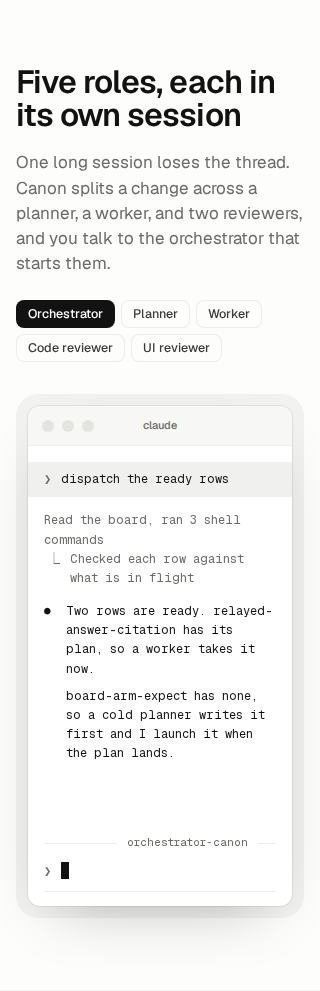 Five roles, each in
its own session
One long session loses the thread.
Canon splits a change across a
planner, a worker, and two reviewers,
and you talk to the orchestrator that
starts them.
Orchestrator Planner Worker
Code reviewer UI reviewer
claude
❯ dispatch the ready rows
Read the board, ran 3 shell
commands
⎿ Checked each row against
what is in flight
● Two rows are ready. relayed-
answer-citation has its
plan, so a worker takes it
now.
board-arm-expect has none,
so a cold planner writes it
first and I launch it when
the plan lands.
orchestrator-canon
❯